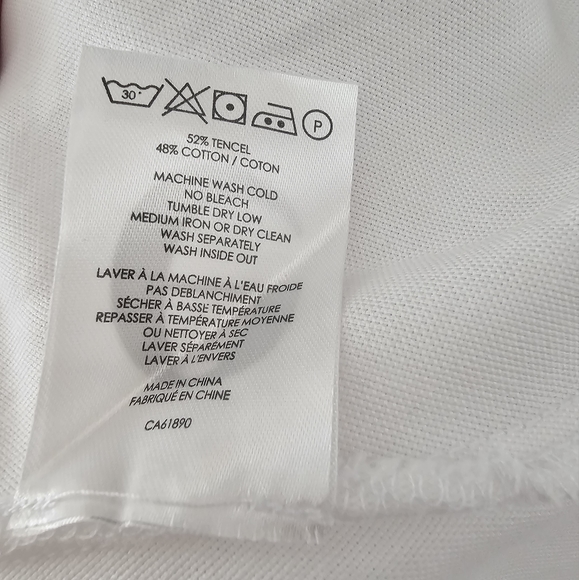 30°
P
52% TENCEL
48% COTTON / COTON
MACHINE WASH COLD
NO BLEACH
TUMBLE DRY LOW
MEDIUM IRON OR DRY CLEAN
WASH SEPARATELY
WASH INSIDE OUT
LAVER À LA MACHINE À L'EAU FROIDE
PAS DEBLANCHIMENT
SÉCHER À BASSE TEMPÉRATURE
REPASSER À TEMPÉRATURE MOYENNE
OU NETTOYER À SEC
LAVER SÉPARÉMENT
LAVER À L'ENVERS
MADE IN CHINA
FABRIQUÉ EN CHINE
CA61890